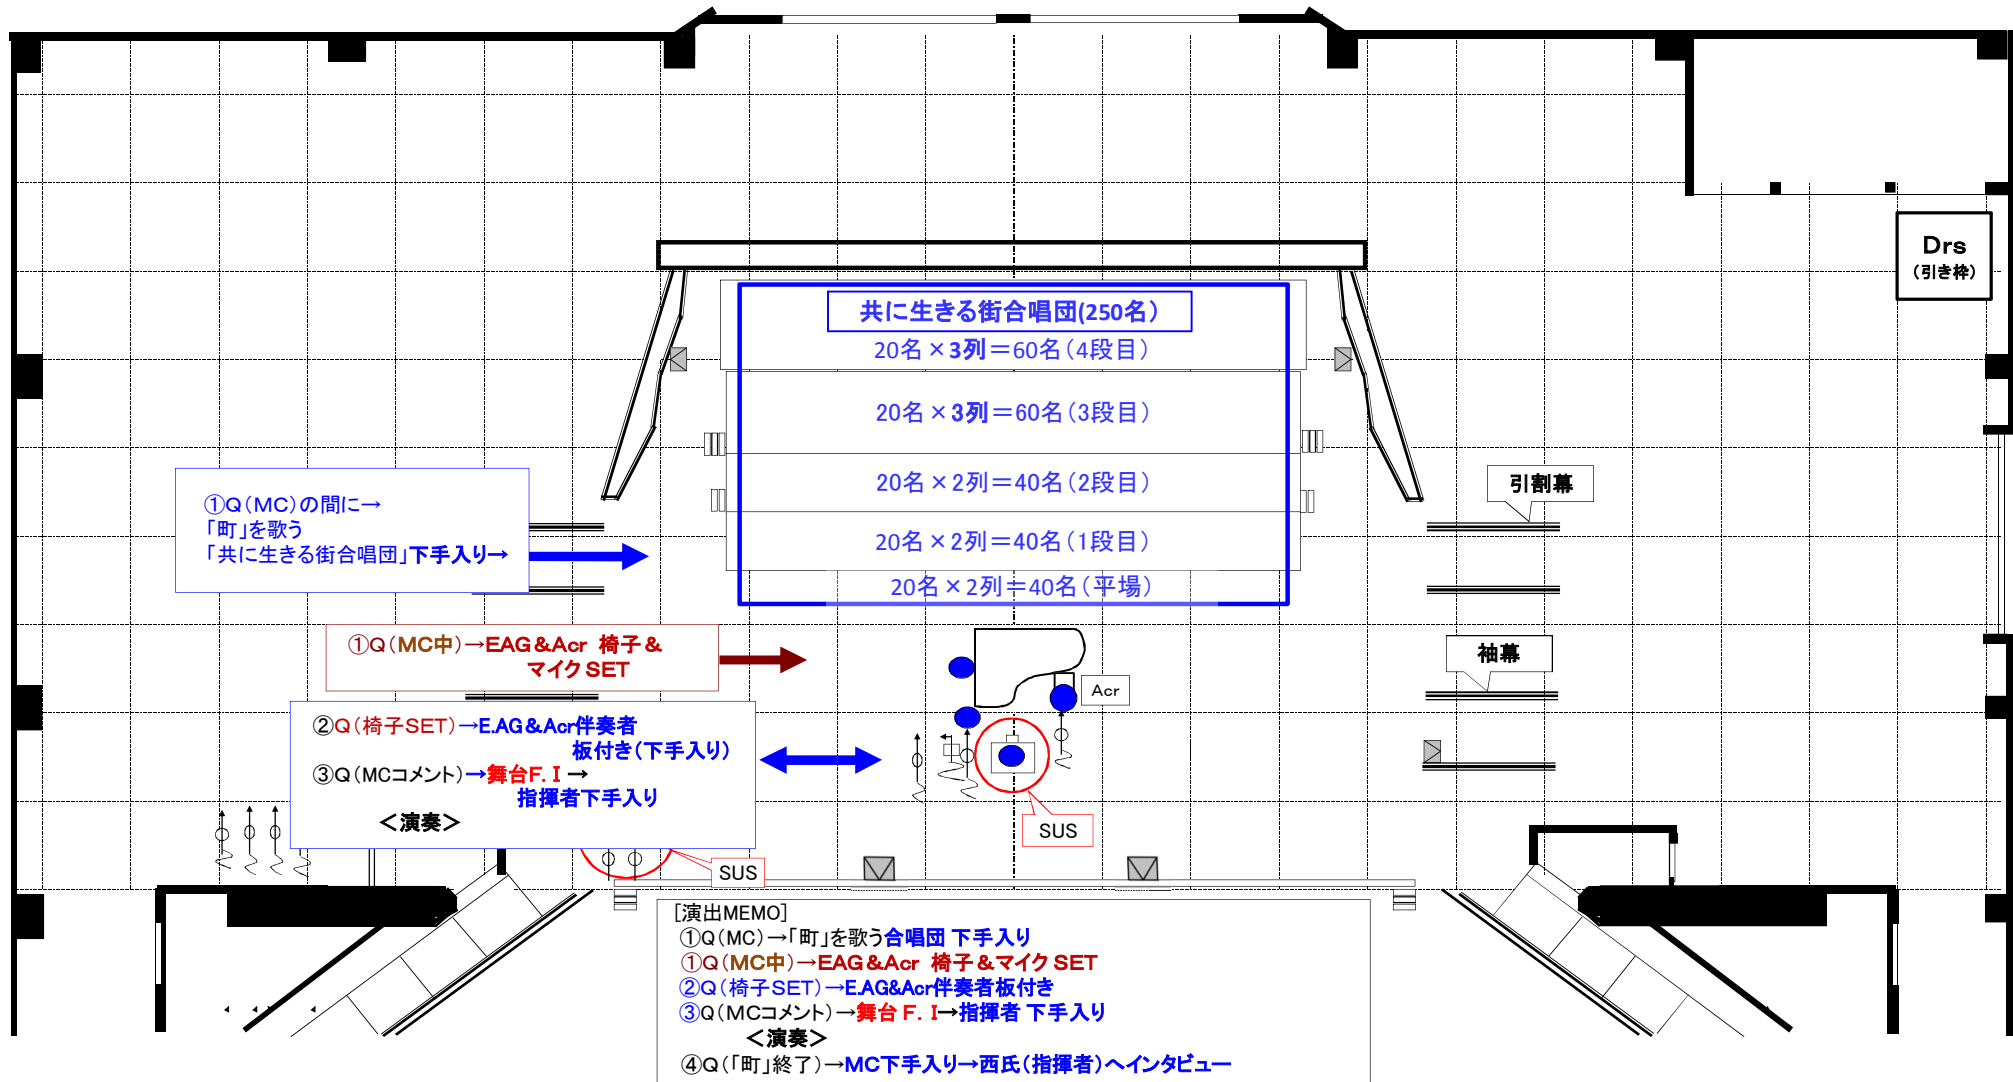 Drs
(引き枠)
共に生きる街合唱団(250名)
20名×3列=60名(4段目)
20名×3列=60名(3段目)
20名×2列=40名(2段目)
20名×2列=40名(1段目)
20名×2列=40名(平場)
引割幕
①Q(MC)の間に→
「町」を歌う
「共に生きる街合唱団」下手入り→
①Q(MC中)→EAG&Acr 椅子&
マイクSET
袖幕
Acr
②Q(椅子SET)→E.AG&Acr伴奏者
板付き(下手入り)
③Q(MCコメント)→舞台F.I→
指揮者下手入り
<演奏>
SUS
SUS
[演出MEMO]
①Q(MC)→「町」を歌う合唱団 下手入り
①Q(MC中)→EAG&Acr 椅子&マイクSET
②Q(椅子SET)→E.AG&Acr伴奏者板付き
③Q(MCコメント)→舞台F.I→指揮者 下手入り
<演奏>
④Q(「町」終了)→MC下手入り→西氏(指揮者)へインタビュー